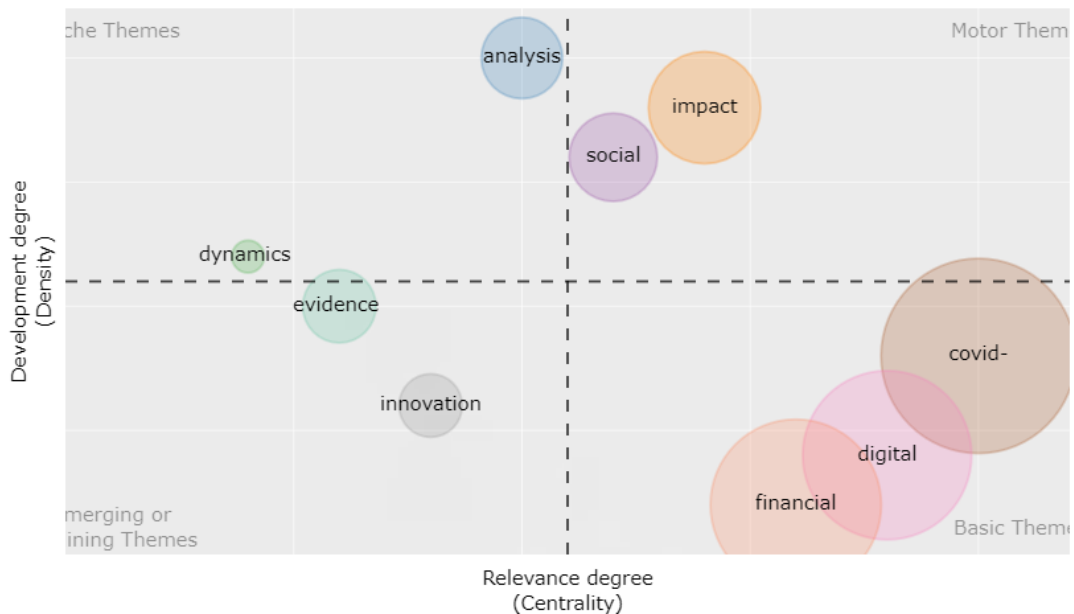 che Themes
Motor Them
analysis
impact
social
dynamics
evidence
covid-
innovation
digital
financial
merging or
ining Themes
Basic Theme
Development degree
(Density)
Relevance degree
(Centrality)